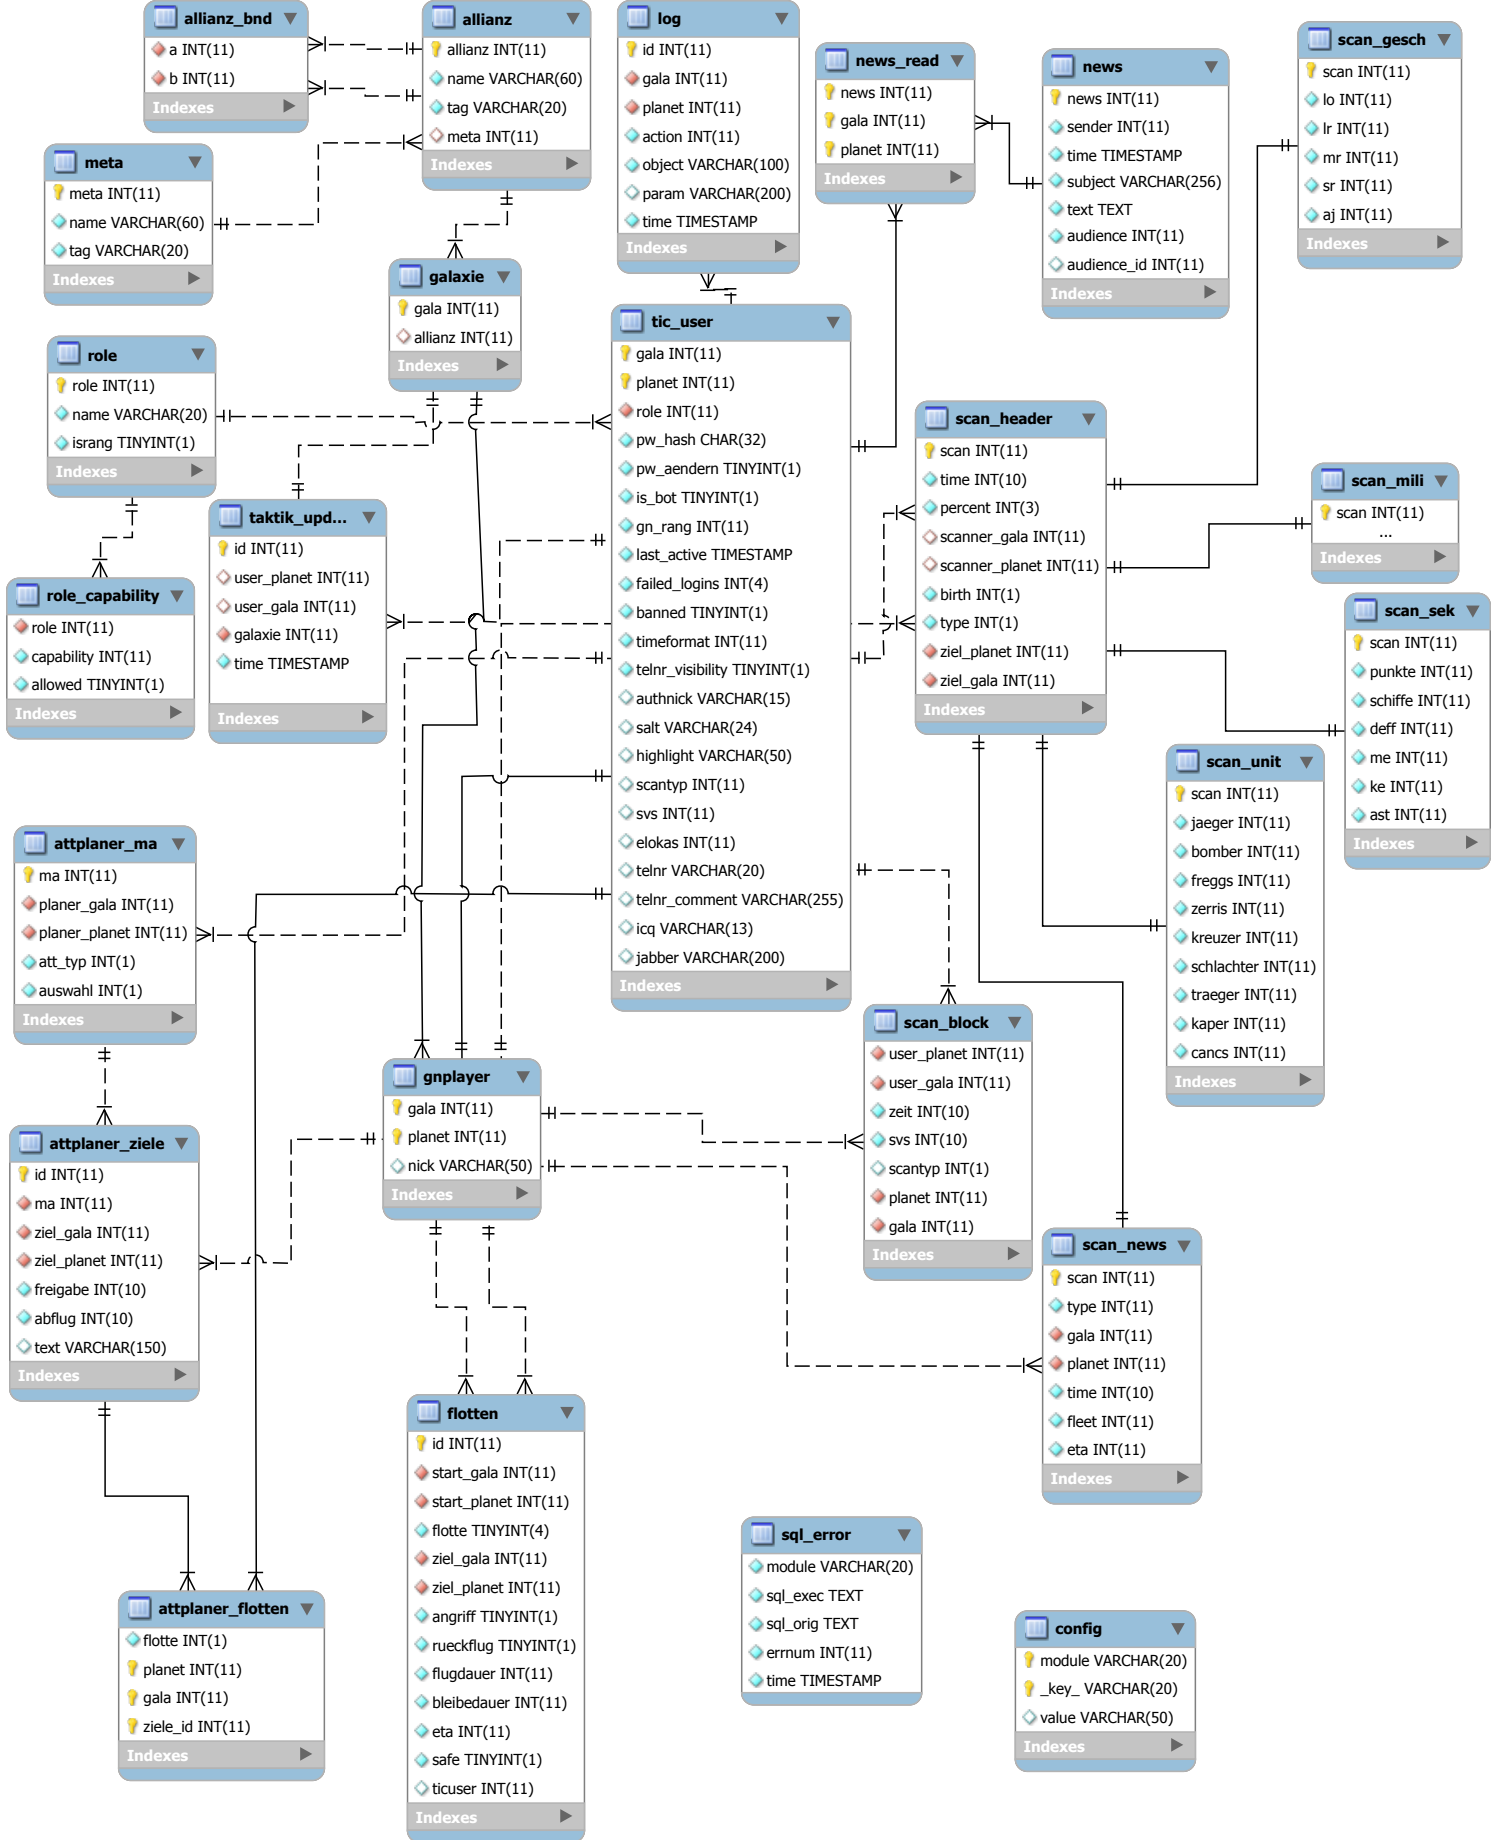 allianz_bnd
a INT(11)
b INT(11)
Indexes
allianz
allianz INT(11)
name VARCHAR(60)
tag VARCHAR(20)
meta INT(11)
Indexes
log
id INT(11)
gala INT(11)
planet INT(11)
action INT(11)
object VARCHAR(100)
param VARCHAR(200)
time TIMESTAMP
Indexes
news_read
news INT(11)
gala INT(11)
planet INT(11)
Indexes
news
news INT(11)
sender INT(11)
time TIMESTAMP
subject VARCHAR(256)
text TEXT
audience INT(11)
audience_id INT(11)
Indexes
scan_gesch
scan INT(11)
lo INT(11)
lr INT(11)
mr INT(11)
sr INT(11)
aj INT(11)
Indexes
meta
meta INT(11)
name VARCHAR(60)
tag VARCHAR(20)
Indexes
galaxie
gala INT(11)
allianz INT(11)
Indexes
role
role INT(11)
name VARCHAR(20)
israng TINYINT(1)
Indexes
tic_user
gala INT(11)
planet INT(11)
role INT(11)
pw_hash CHAR(32)
pw_aendern TINYINT(1)
is_bot TINYINT(1)
gn_rang INT(11)
last_active TIMESTAMP
failed_logins INT(4)
banned TINYINT(1)
timeformat INT(11)
telnr_visibility TINYINT(1)
authnick VARCHAR(15)
salt VARCHAR(24)
highlight VARCHAR(50)
scantyp INT(11)
svs INT(11)
elokas INT(11)
telnr VARCHAR(20)
telnr_comment VARCHAR(255)
icq VARCHAR(13)
jabber VARCHAR(200)
Indexes
scan_header
scan INT(11)
time INT(10)
percent INT(3)
scanner_gala INT(11)
scanner_planet INT(11)
birth INT(1)
type INT(1)
ziel_planet INT(11)
ziel_gala INT(11)
Indexes
scan_mili
scan INT(11)
...
Indexes
taktik_upd...
id INT(11)
user_planet INT(11)
user_gala INT(11)
galaxie INT(11)
time TIMESTAMP
Indexes
role_capability
role INT(11)
capability INT(11)
allowed TINYINT(1)
Indexes
scan_sek
scan INT(11)
punkte INT(11)
schiffe INT(11)
deff INT(11)
me INT(11)
ke INT(11)
ast INT(11)
Indexes
scan_unit
scan INT(11)
jaeger INT(11)
bomber INT(11)
freggs INT(11)
zerris INT(11)
kreuzer INT(11)
schlachter INT(11)
traeger INT(11)
kaper INT(11)
cancs INT(11)
Indexes
attplaner_ma
ma INT(11)
planer_gala INT(11)
planer_planet INT(11)
att_typ INT(1)
auswahl INT(1)
Indexes
scan_block
user_planet INT(11)
user_gala INT(11)
zeit INT(10)
svs INT(10)
scantyp INT(1)
planet INT(11)
gala INT(11)
Indexes
gnplayer
gala INT(11)
planet INT(11)
nick VARCHAR(50)
Indexes
attplaner_ziele
id INT(11)
ma INT(11)
ziel_gala INT(11)
ziel_planet INT(11)
freigabe INT(10)
abflug INT(10)
text VARCHAR(150)
Indexes
scan_news
scan INT(11)
type INT(11)
gala INT(11)
planet INT(11)
time INT(10)
fleet INT(11)
eta INT(11)
Indexes
flotten
id INT(11)
start_gala INT(11)
start_planet INT(11)
flotte TINYINT(4)
ziel_gala INT(11)
ziel_planet INT(11)
angriff TINYINT(1)
rueckflug TINYINT(1)
flugdauer INT(11)
bleibedauer INT(11)
eta INT(11)
safe TINYINT(1)
ticuser INT(11)
Indexes
sql_error
module VARCHAR(20)
sql_exec TEXT
sql_orig TEXT
errnum INT(11)
time TIMESTAMP
attplaner_flotten
flotte INT(1)
planet INT(11)
gala INT(11)
ziele_id INT(11)
Indexes
config
module VARCHAR(20)
_key_ VARCHAR(20)
value VARCHAR(50)
Indexes